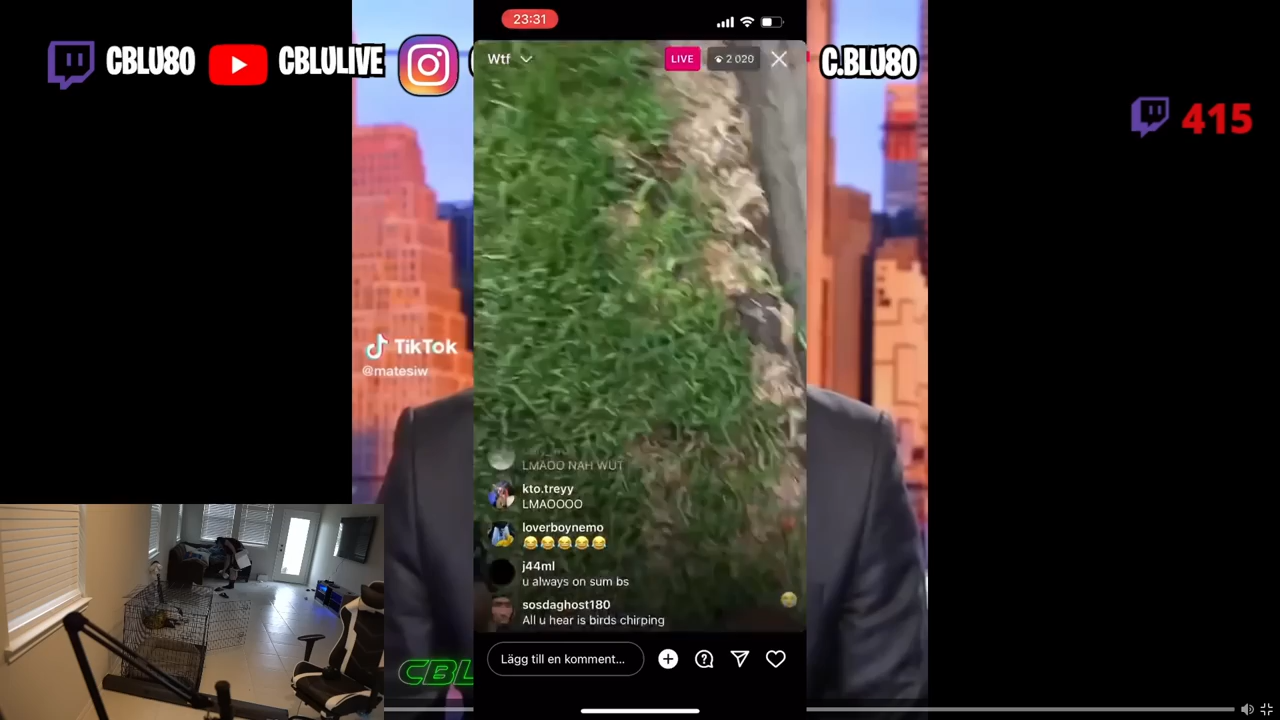 CBLU80
CBLULIVE
C.BLU80
415
23:31
Wtf
LIVE
2 020
TikTok
@matesiw
LMAOO NAH WUT
kto.treyy
LMAOOOO
loverboynemo
😂😂😂😂😂
j44ml
u always on sum bs
sosdaghost180
All u hear is birds chirping
Lägg till en komment...
CBL